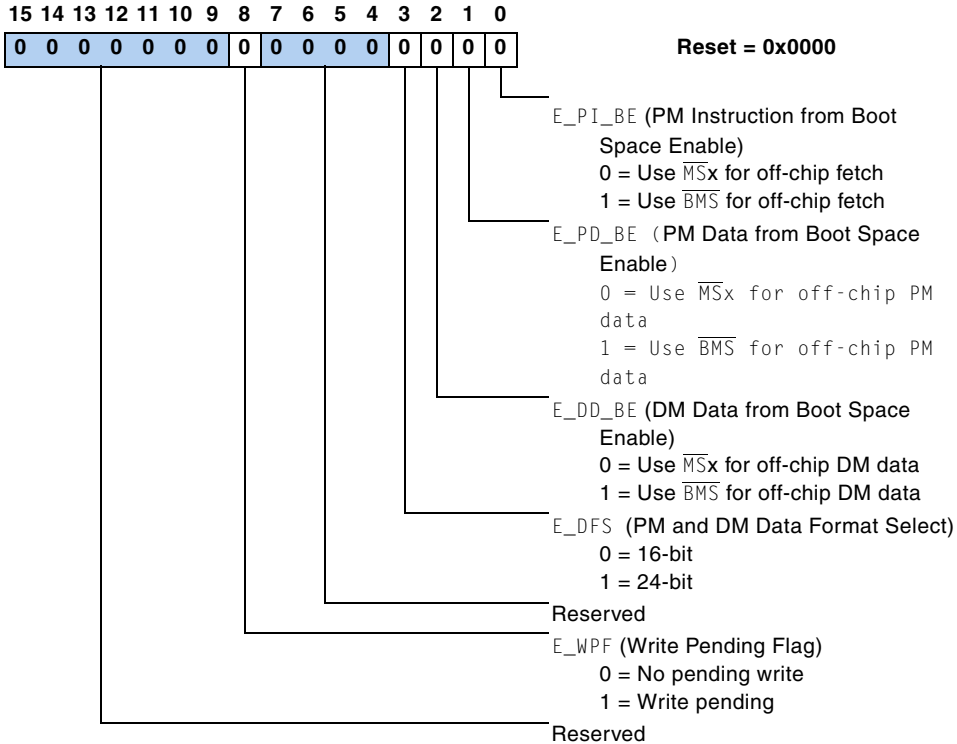 15 14 13 12 11 10 9 8 7 6 5 4 3 2 1 0
0 0 0 0 0 0 0 0 0 0 0 0 0 0 0 0 Reset = 0x0000
E_PI_BE (PM Instruction from Boot
Space Enable)
0 = Use M̅S̅x for off-chip fetch
1 = Use B̅M̅S̅ for off-chip fetch
E_PD_BE (PM Data from Boot Space
Enable)
0 = Use M̅S̅x for off-chip PM
data
1 = Use B̅M̅S̅ for off-chip PM
data
E_DD_BE (DM Data from Boot Space
Enable)
0 = Use M̅S̅x for off-chip DM data
1 = Use B̅M̅S̅ for off-chip DM data
E_DFS (PM and DM Data Format Select)
0 = 16-bit
1 = 24-bit
Reserved
E_WPF (Write Pending Flag)
0 = No pending write
1 = Write pending
Reserved